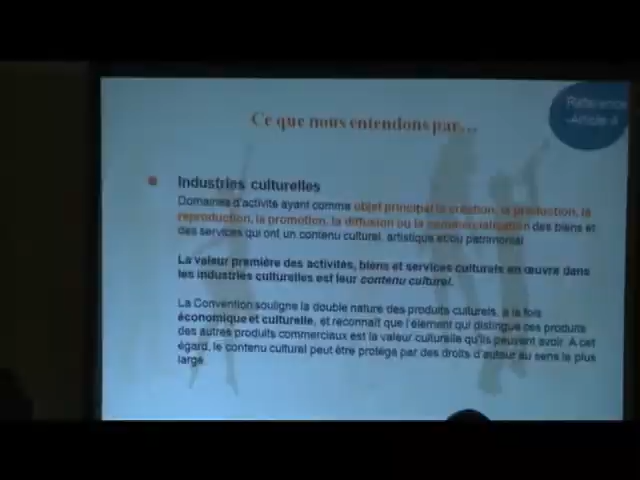 Ce que nous entendons par...
Référence
-Article 4
Industries culturelles
Domaines d'activité ayant comme objet principal la création, la production, la
reproduction, la promotion, la diffusion ou la commercialisation des biens et
des services qui ont un contenu culturel, artistique et/ou patrimonial
La valeur première des activités, biens et services culturels en œuvre dans
les industries culturelles est leur contenu culturel.
La Convention souligne la double nature des produits culturels, à la fois
économique et culturelle, et reconnaît que l'élément qui distingue ces produits
des autres produits commerciaux est la valeur culturelle qu'ils peuvent avoir. A cet
égard, le contenu culturel peut être protégé par des droits d'auteur au sens le plus
large